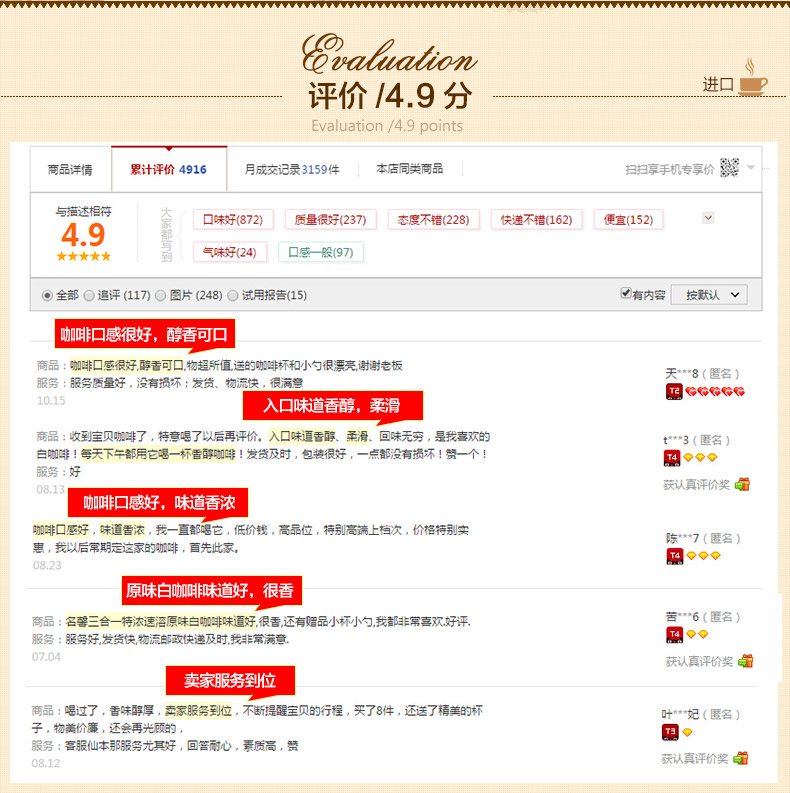 Evaluation
评价 /4.9 分
进口
Evaluation /4.9 points
商品详情
累计评价 4916
月成交记录3159件
本店同类商品
扫扫享手机专享价
与描述相符
4.9
大家都写到
口味好(872)
质量很好(237)
态度不错(228)
快递不错(162)
便宜(152)
气味好(24)
口感一般(97)
全部
追评 (117)
图片 (248)
试用报告(15)
有内容
按默认
咖啡口感很好，醇香可口
商品：咖啡口感很好,醇香可口,物超所值,送的咖啡杯和小勺很漂亮,谢谢老板
服务：服务质量好，没有损坏；发货、物流快，很满意
10.15
天***8（匿名）
T2
入口味道香醇，柔滑
商品：收到宝贝咖啡了，特意喝了以后再评价。入口味道香醇、柔滑、回味无穷，是我喜欢的
白咖啡！每天下午都用它喝一杯香醇咖啡！发货及时，包装很好，一点都没有损坏！赞一个！
服务：好
08.13
t***3（匿名）
T4
获认真评价奖
咖啡口感好，味道香浓
咖啡口感好，味道香浓，我一直都喝它，低价钱，高品位，特别高端上档次，价格特别实
惠，我以后常期定这家的咖啡，首先此家。
08.23
陈***7（匿名）
T4
原味白咖啡味道好，很香
商品：名馨三合一特浓速溶原味白咖啡味道好,很香,还有赠品小杯小勺,我都非常喜欢.好评.
服务：服务好,发货快,物流邮政快递及时,我非常满意.
07.04
苦***6（匿名）
T4
获认真评价奖
卖家服务到位
商品：喝过了，香味醇厚，卖家服务到位，不断提醒宝贝的行程，买了8件，还送了精美的杯
子，物美价廉，还会再光顾的，
服务：客服仙本那服务尤其好，回答耐心，素质高，赞
08.12
叶***妃（匿名）
T3
获认真评价奖